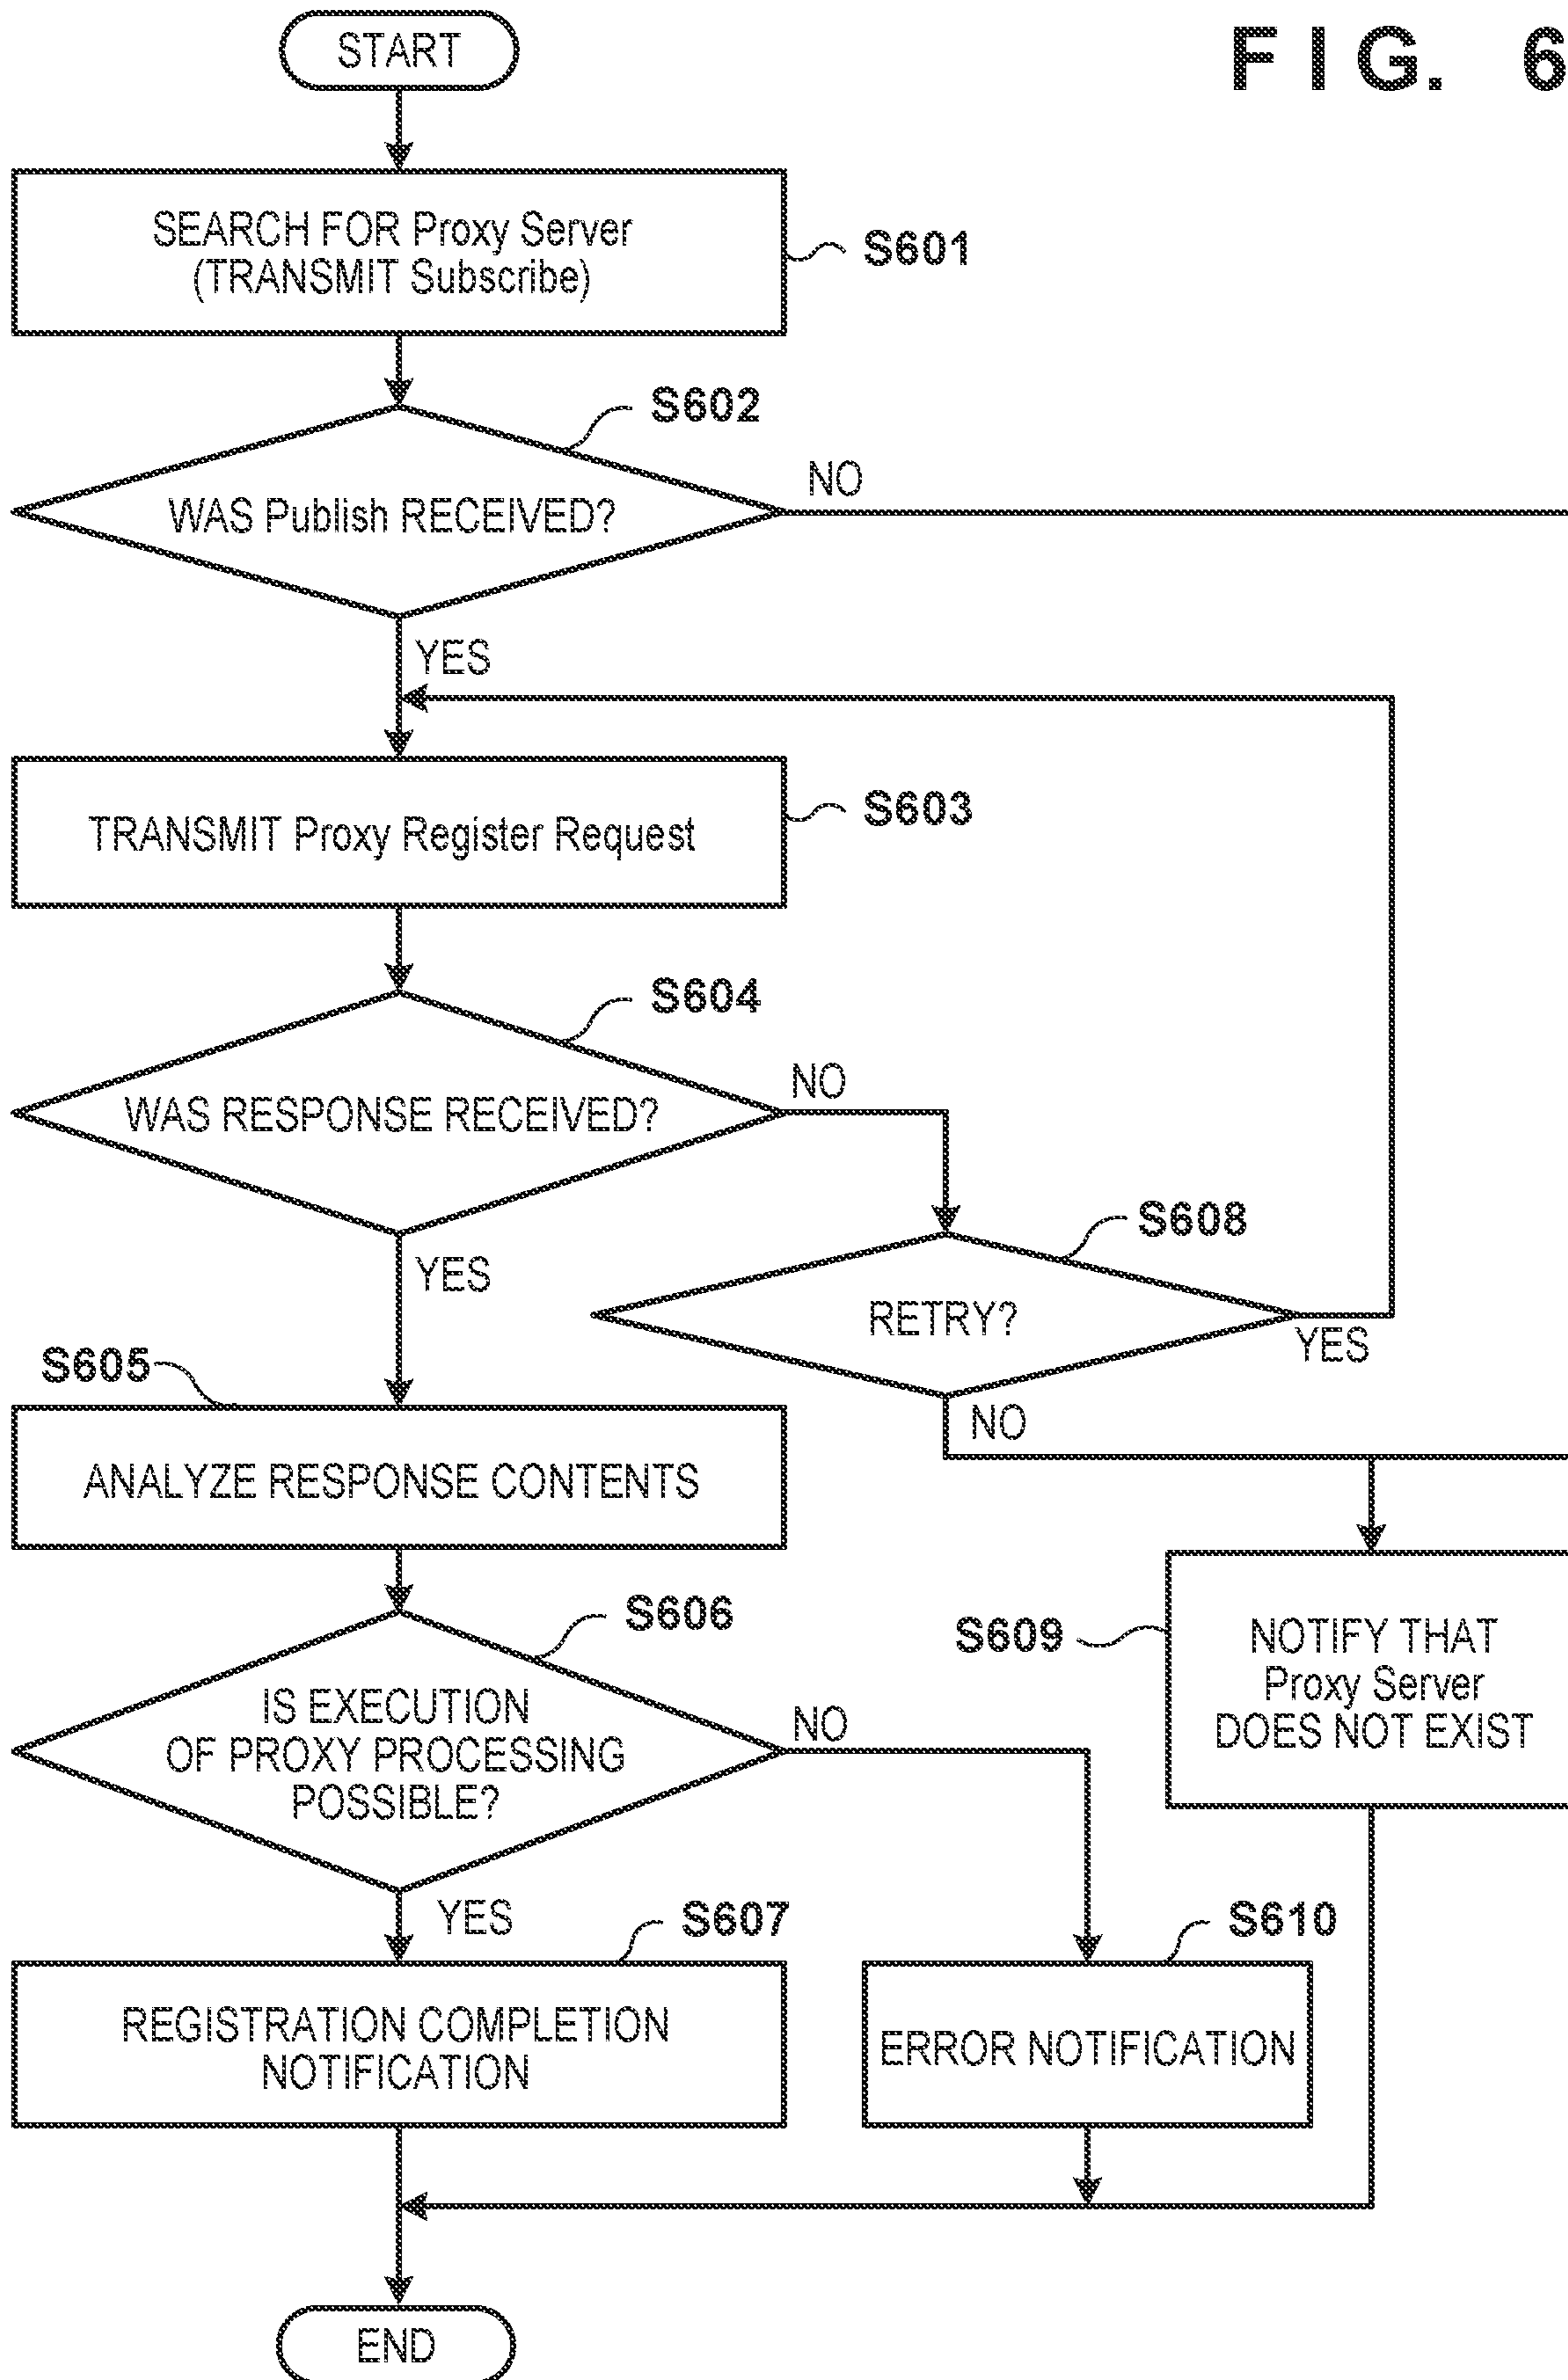 FIG. 6
START
SEARCH FOR Proxy Server
(TRANSMIT Subscribe)
S601
S602
WAS Publish RECEIVED?
NO
YES
TRANSMIT Proxy Register Request
S603
S604
WAS RESPONSE RECEIVED?
NO
YES
S608
RETRY?
YES
NO
S605
ANALYZE RESPONSE CONTENTS
S606
IS EXECUTION
OF PROXY PROCESSING
POSSIBLE?
NO
YES
S609
NOTIFY THAT
Proxy Server
DOES NOT EXIST
S607
REGISTRATION COMPLETION
NOTIFICATION
S610
ERROR NOTIFICATION
END